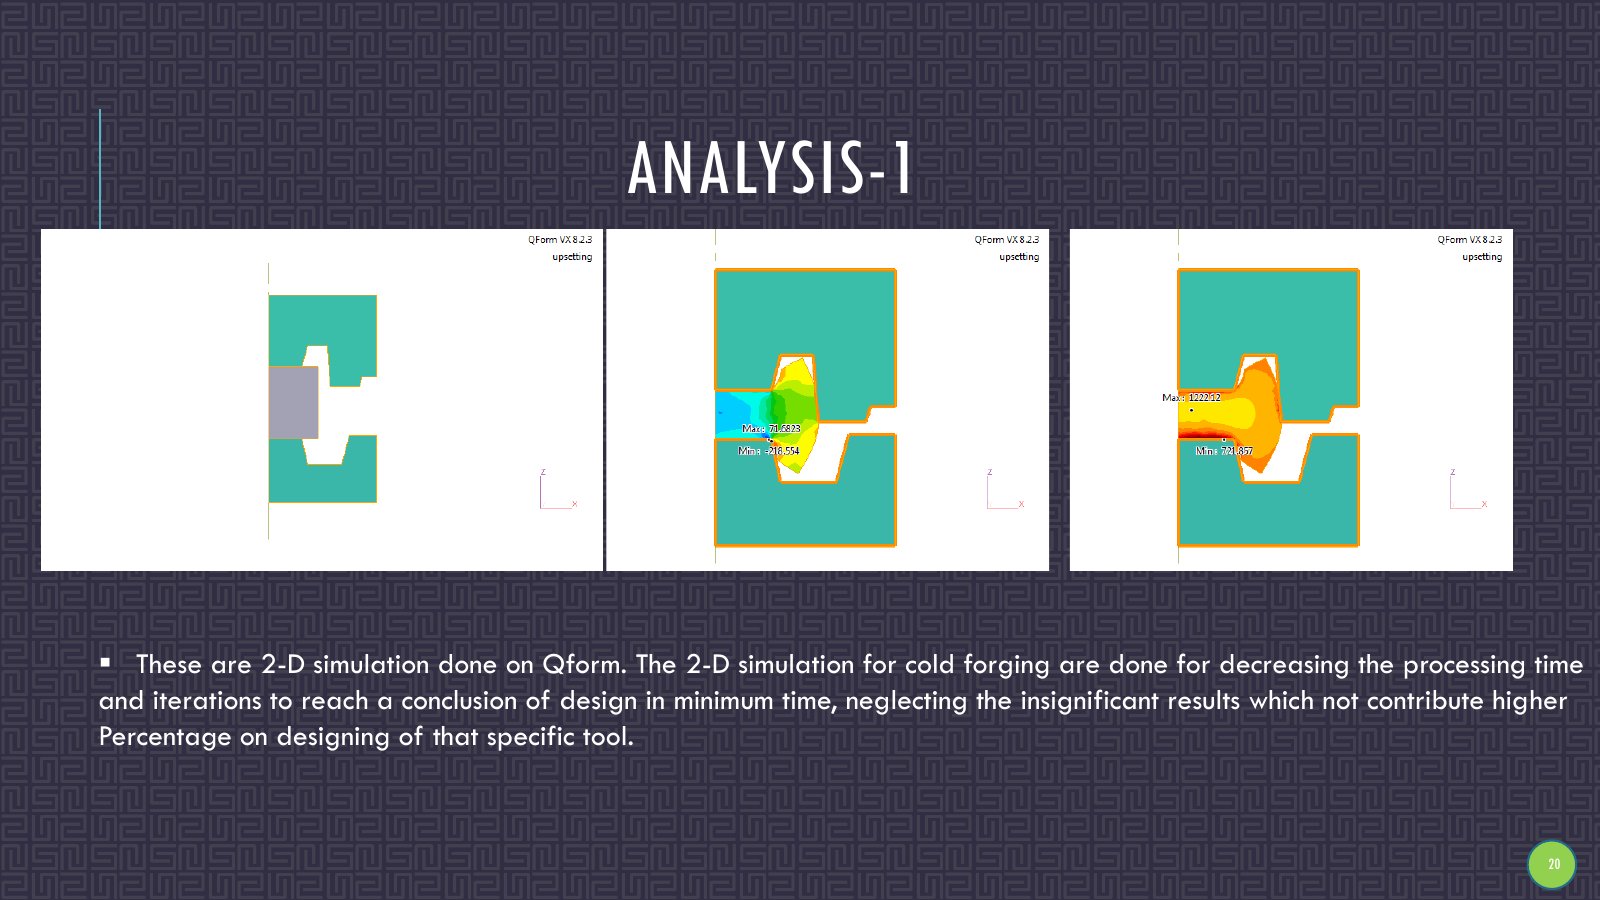 ANALYSIS-1
QForm VX 8.2.3
upsetting
Z
X
QForm VX 8.2.3
upsetting
Max : 71.6823
Min : -218.554
Z
X
QForm VX 8.2.3
upsetting
Max : 1222.12
Min : 721.867
Z
X
▪ These are 2-D simulation done on Qform. The 2-D simulation for cold forging are done for decreasing the processing time
and iterations to reach a conclusion of design in minimum time, neglecting the insignificant results which not contribute higher
Percentage on designing of that specific tool.
20